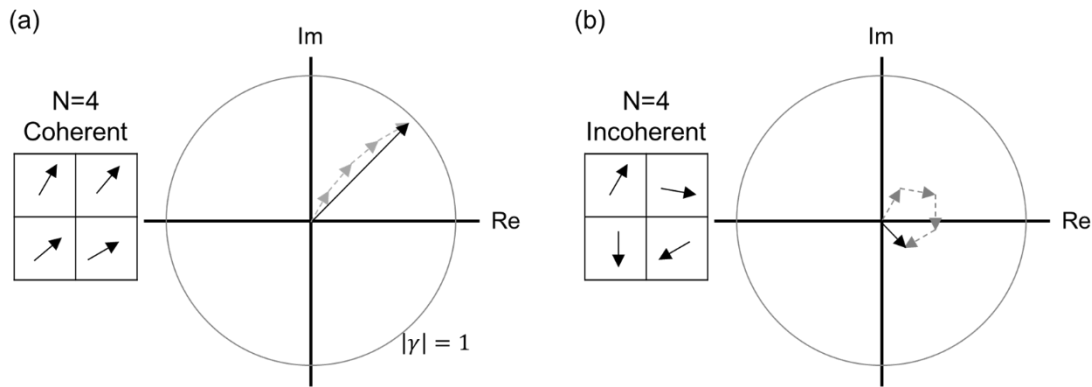 (a)
Im
N=4
Coherent
Re
|γ| = 1
(b)
Im
N=4
Incoherent
Re